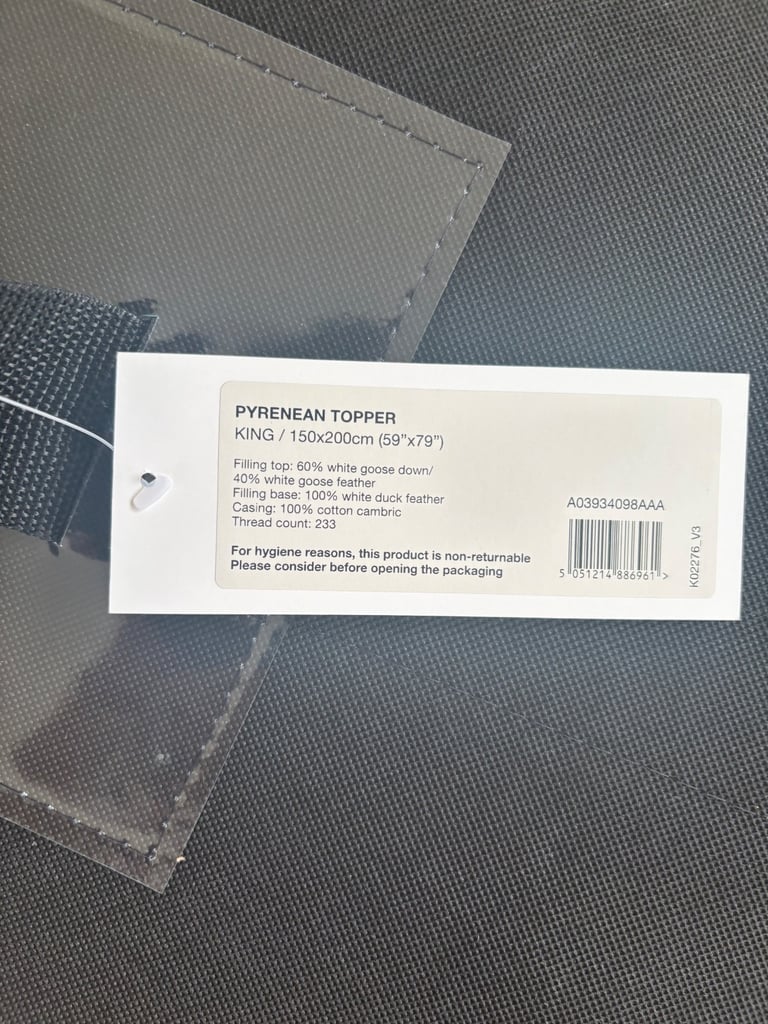 PYRENEAN TOPPER
KING / 150x200cm (59”x79”)
Filling top: 60% white goose down/
40% white goose feather
Filling base: 100% white duck feather
Casing: 100% cotton cambric
Thread count: 233
For hygiene reasons, this product is non-returnable
Please consider before opening the packaging
A03934098AAA
5 051214 886961 >
K02276_V3